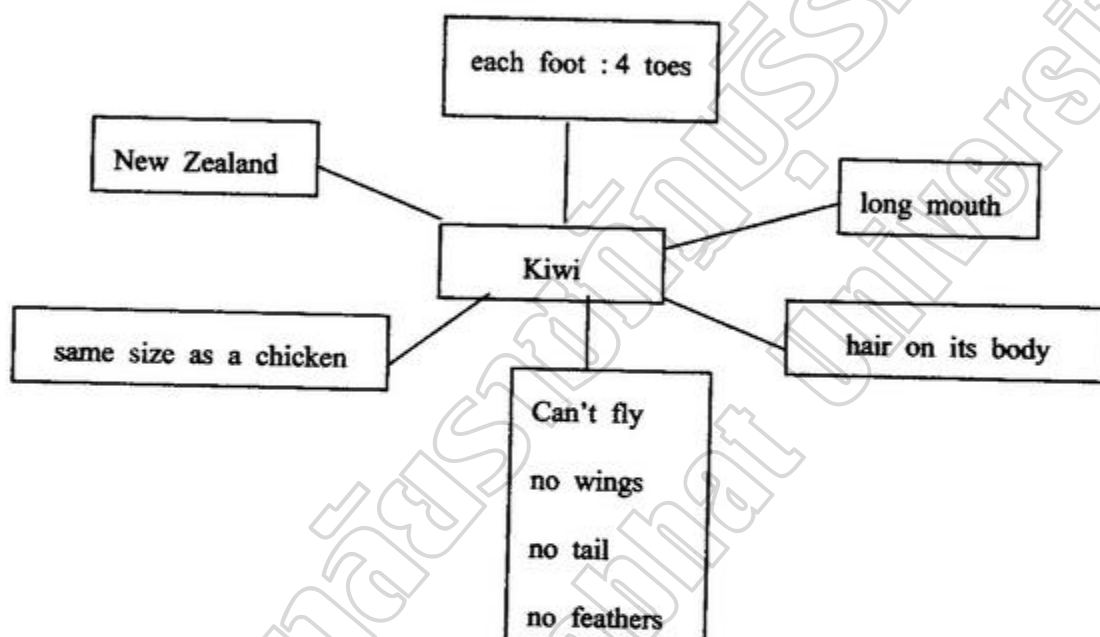 each foot : 4 toes
New Zealand
long mouth
Kiwi
same size as a chicken
hair on its body
Can't fly
no wings
no tail
no feathers